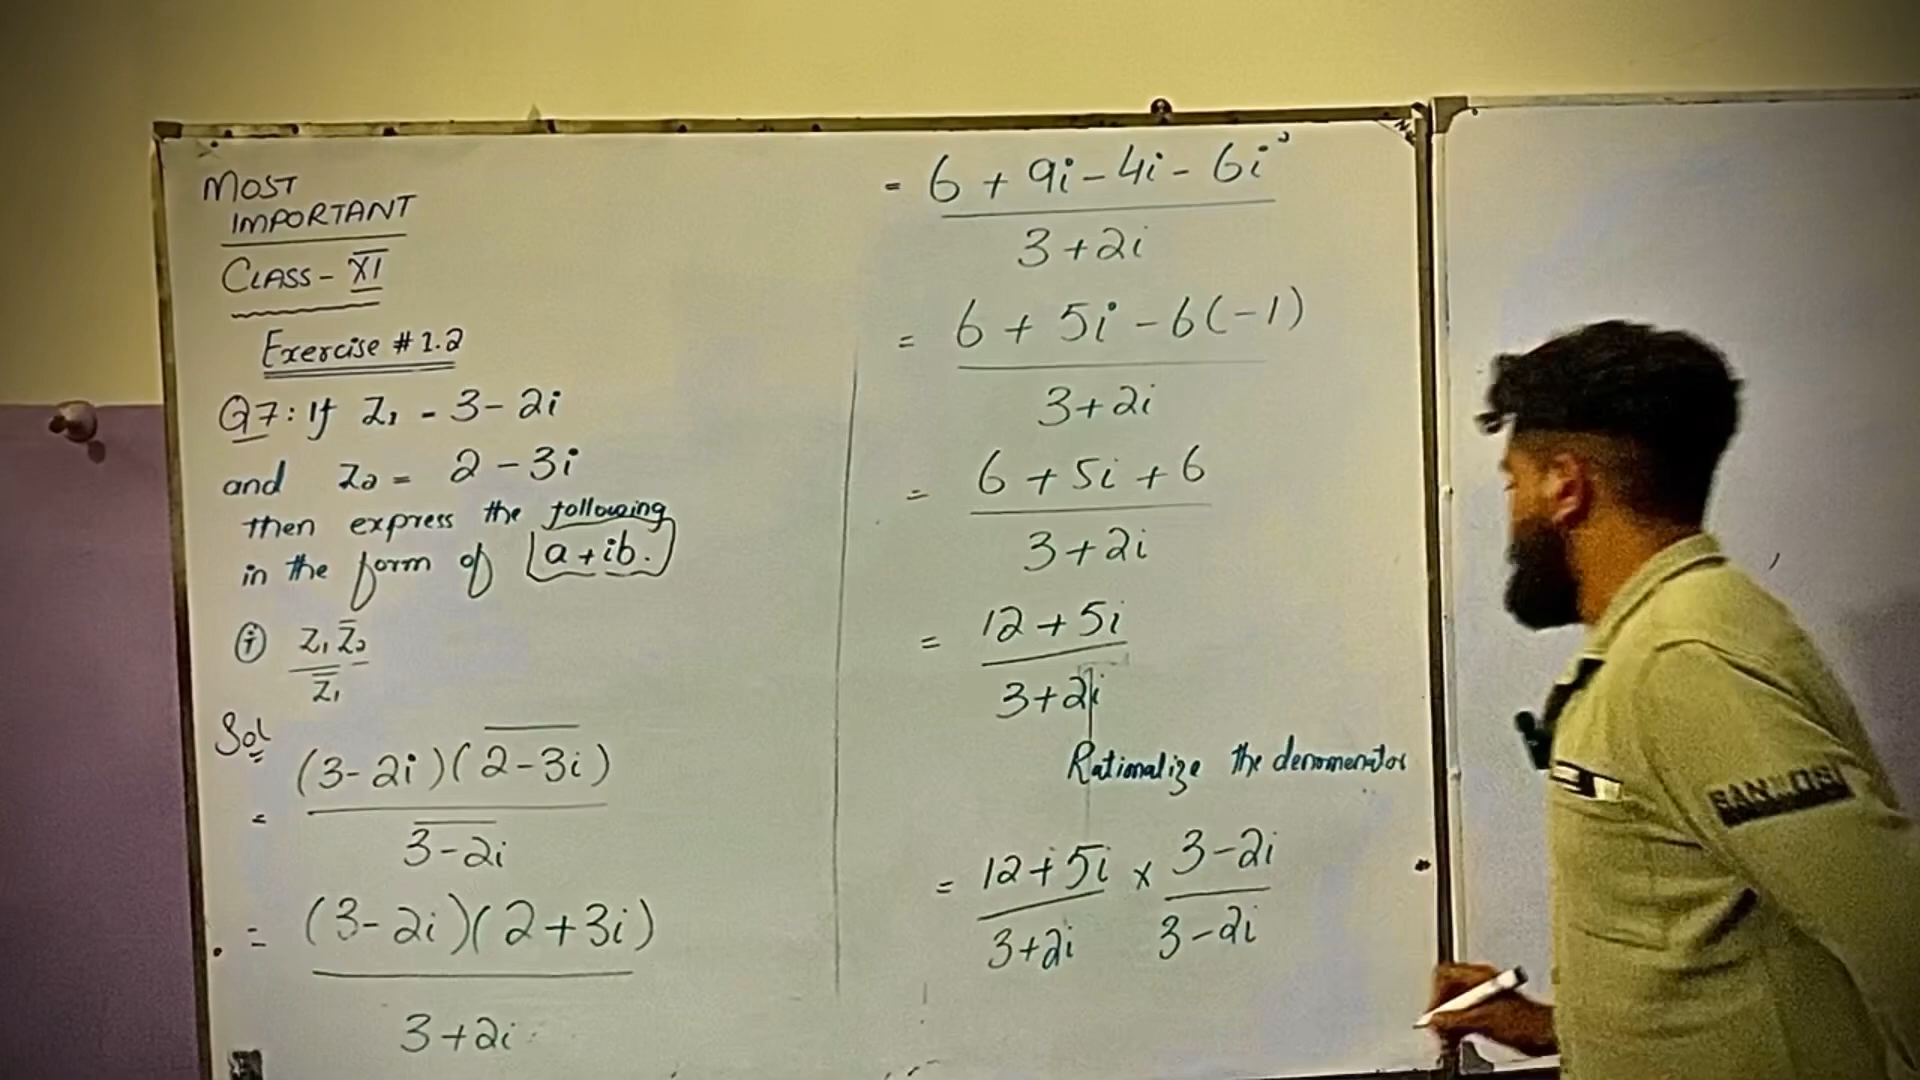 MOST
IMPORTANT
CLASS - XI
Exercise # 1.2
Q7: If Z₁ = 3 - 2i
and Z₂ = 2 - 3i
then express the following
in the form of a + ib.
(i) Z₁ Z̅₂
Z̅₁
Sol
(3-2i)(2̅-̅3̅i̅)
=
3̅-̅2̅i̅
= (3-2i)(2+3i)
3+2i
= 6 + 9i - 4i - 6i²
3+2i
= 6 + 5i - 6(-1)
3+2i
= 6 + 5i + 6
3+2i
= 12 + 5i
3+2i
Rationalize the denomenator
= 12+5i × 3-2i
3+2i 3-2i